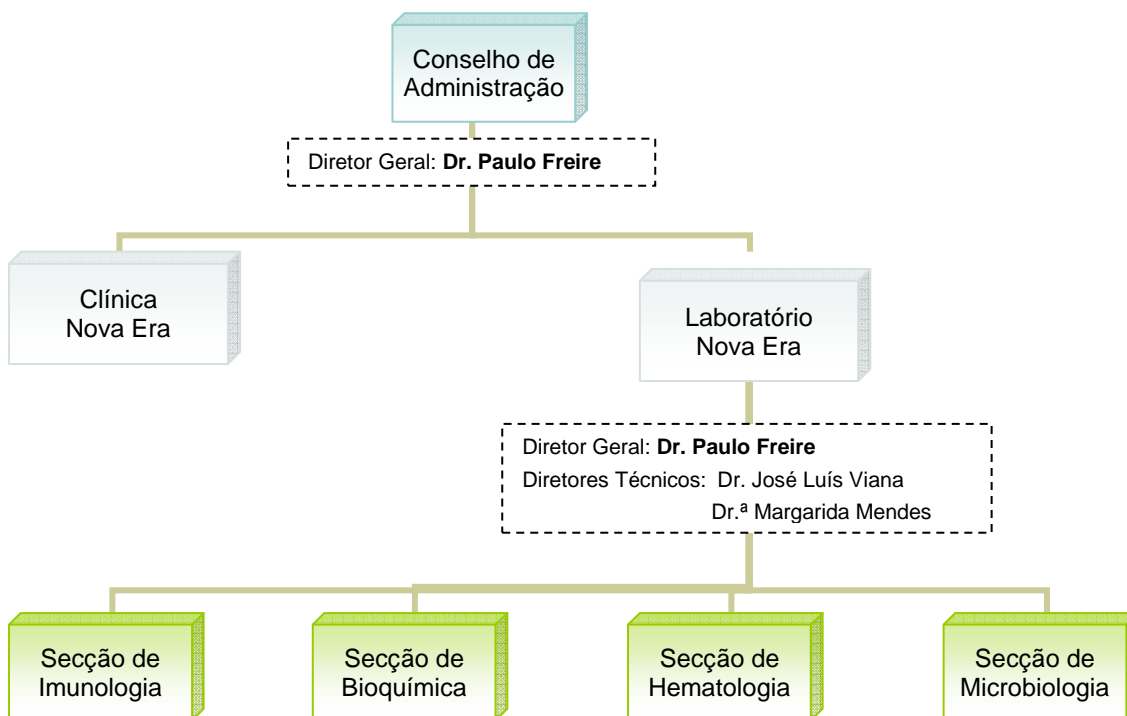 Conselho de
Administração
Diretor Geral: Dr. Paulo Freire
Clínica
Nova Era
Laboratório
Nova Era
Diretor Geral: Dr. Paulo Freire
Diretores Técnicos: Dr. José Luís Viana
Dr.ª Margarida Mendes
Secção de
Imunologia
Secção de
Bioquímica
Secção de
Hematologia
Secção de
Microbiologia